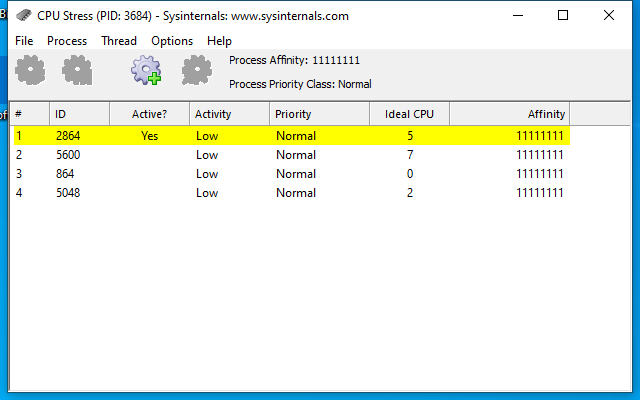 CPU Stress (PID: 3684) - Sysinternals: www.sysinternals.com
File Process Thread Options Help
Process Affinity: 11111111
Process Priority Class: Normal
# ID Active? Activity Priority Ideal CPU Affinity
1 2864 Yes Low Normal 5 11111111
2 5600 Low Normal 7 11111111
3 864 Low Normal 0 11111111
4 5048 Low Normal 2 11111111